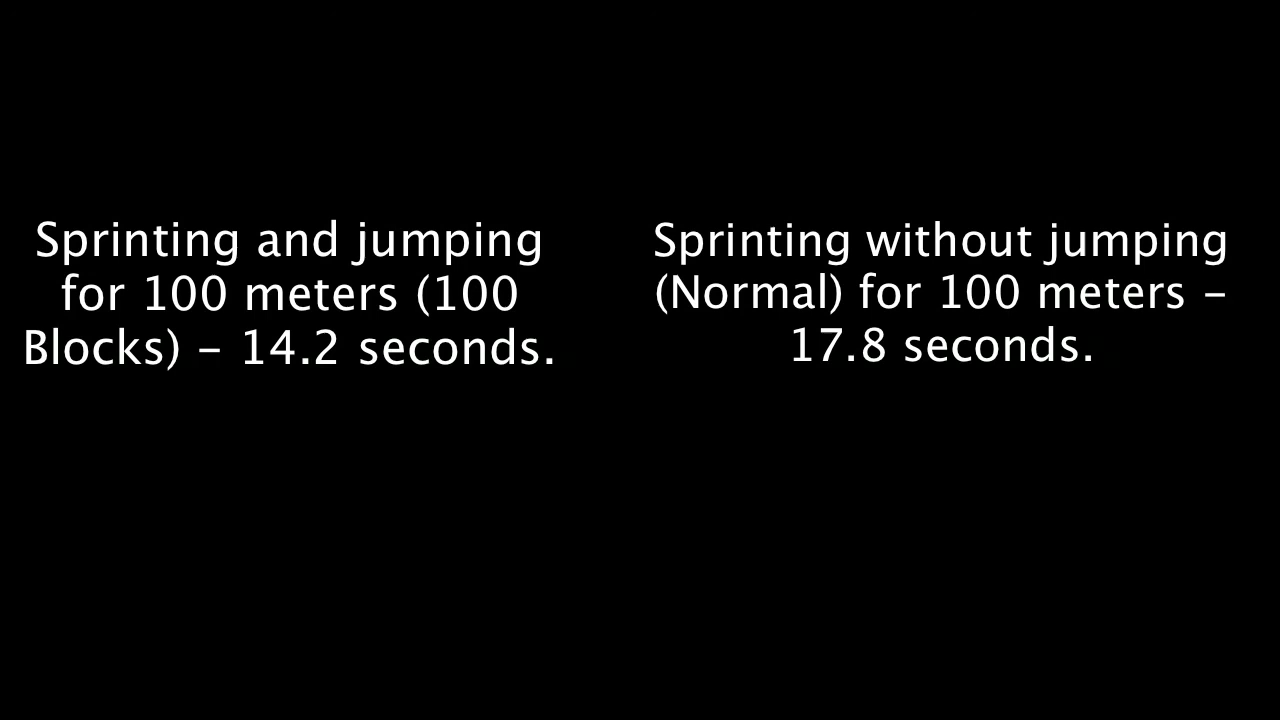 Sprinting and jumping
for 100 meters (100
Blocks) – 14.2 seconds.
Sprinting without jumping
(Normal) for 100 meters –
17.8 seconds.